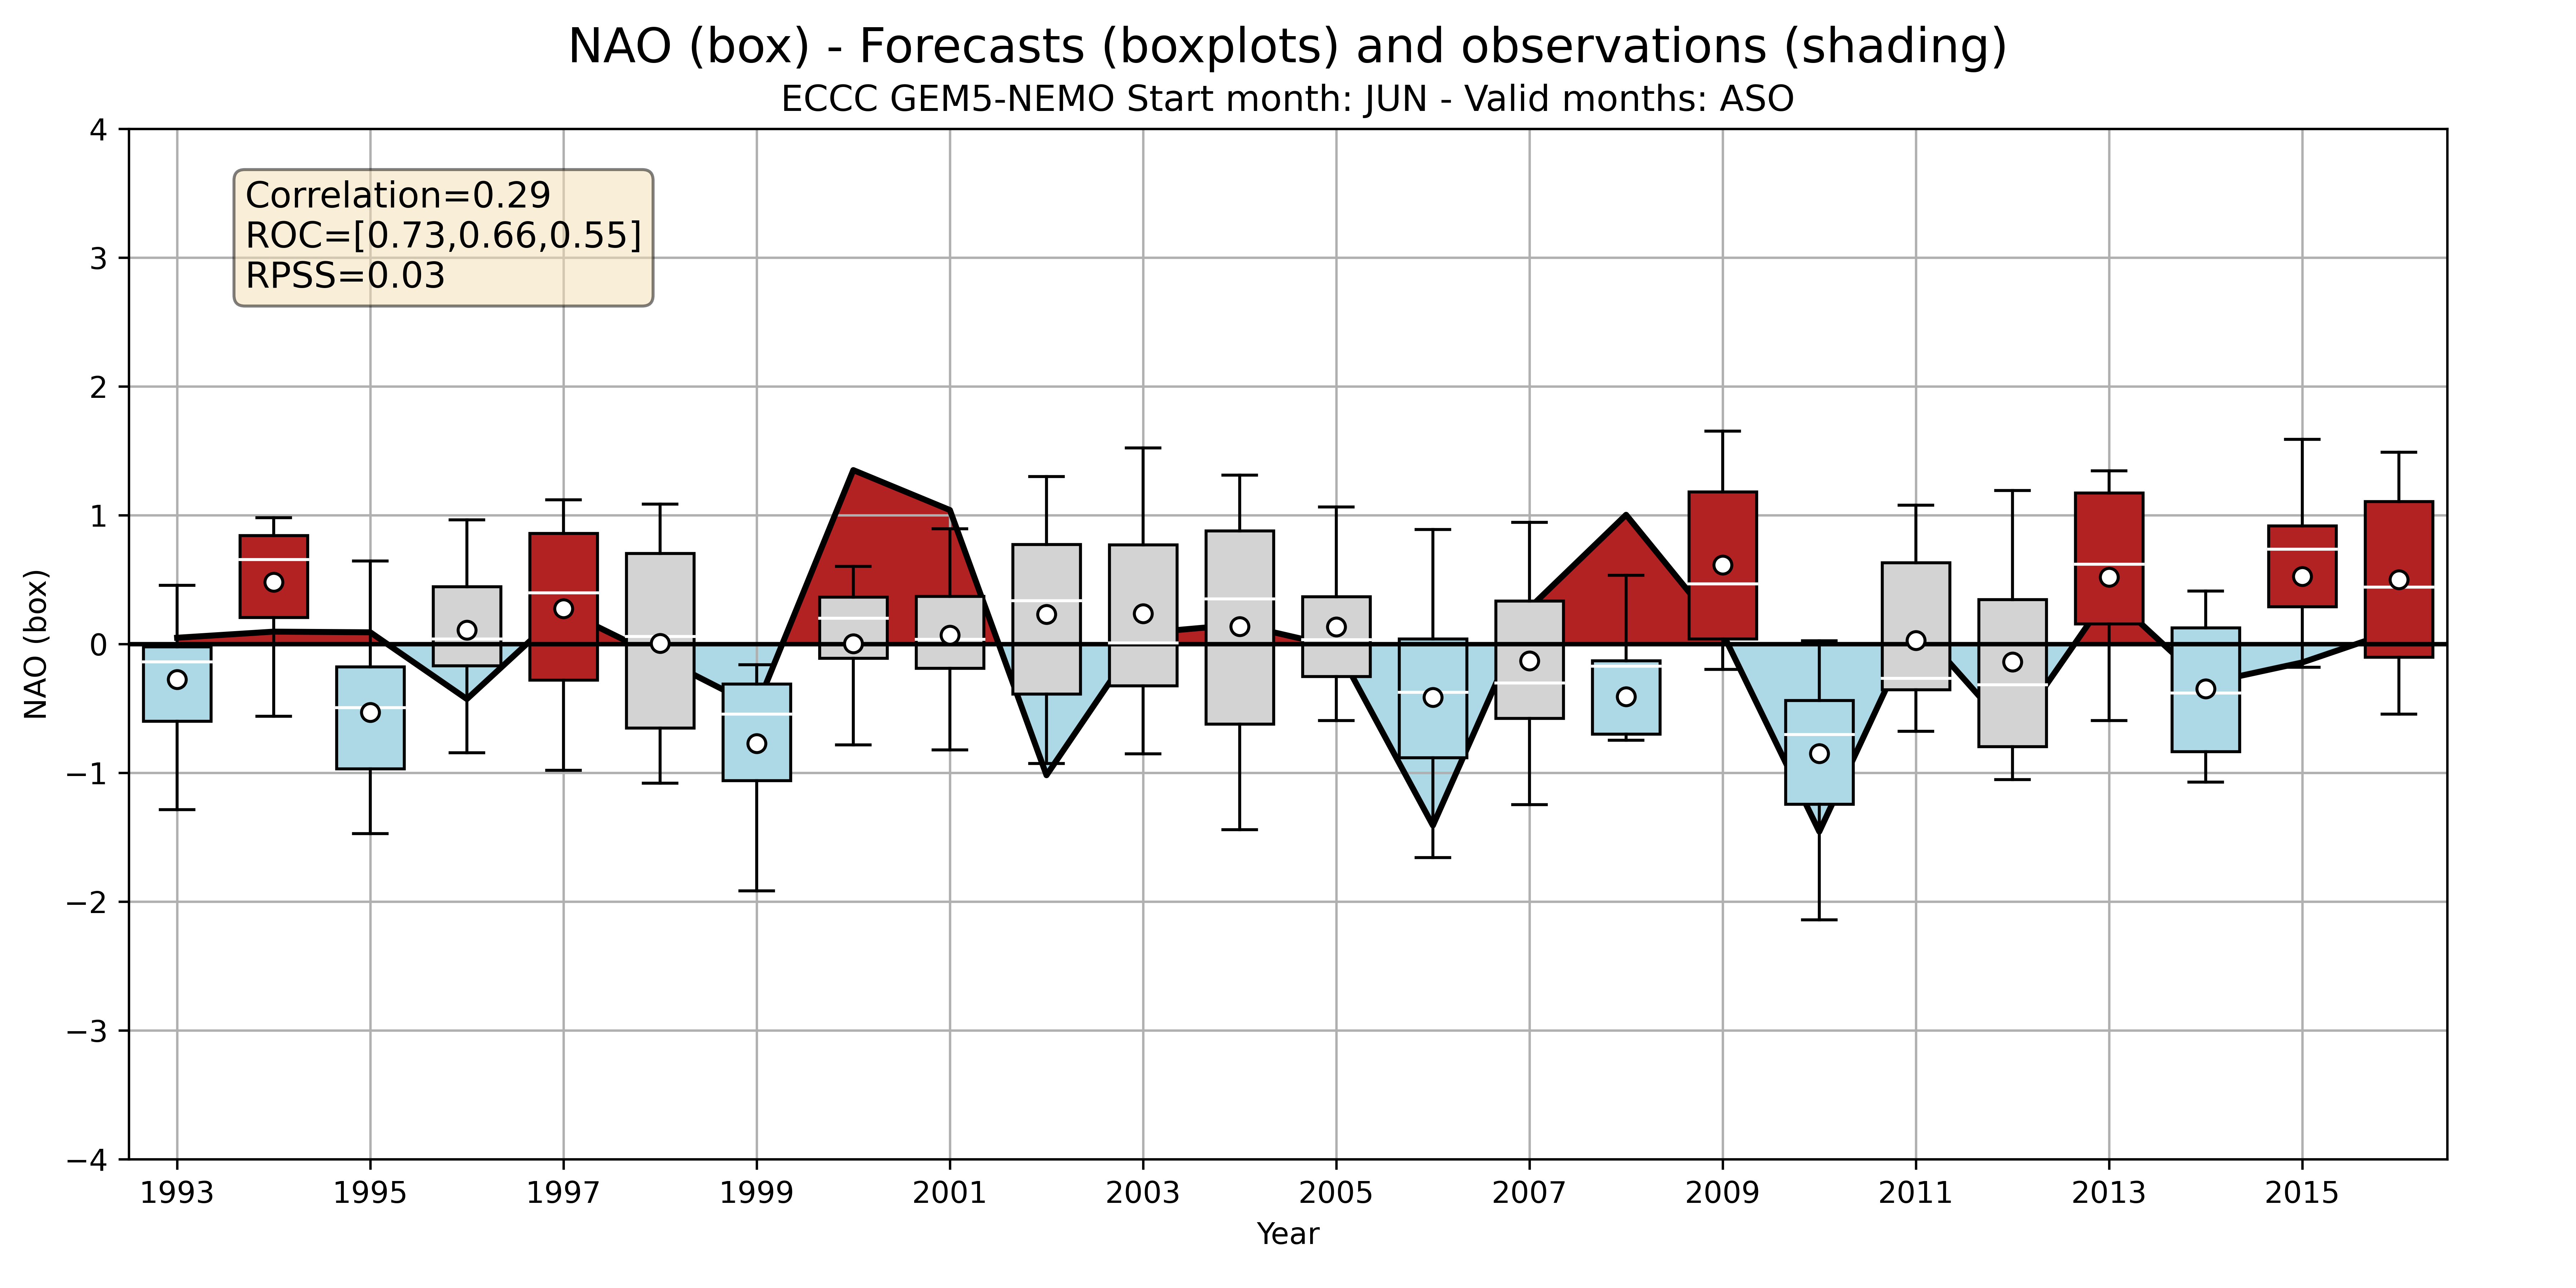 NAO (box) - Forecasts (boxplots) and observations (shading)
ECCC GEM5-NEMO Start month: JUN - Valid months: ASO
Correlation=0.29
ROC=[0.73,0.66,0.55]
RPSS=0.03
NAO (box)
4
3
2
1
0
−1
−2
−3
−4
1993 1995 1997 1999 2001 2003 2005 2007 2009 2011 2013 2015
Year